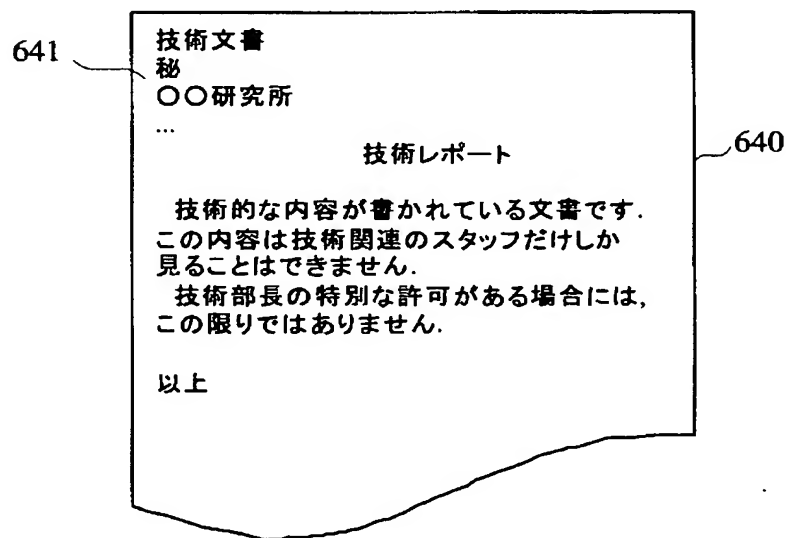 技術文書
641
秘
〇〇研究所
...
技術レポート
640
技術的な内容が書かれている文書です.
この内容は技術関連のスタッフだけしか
見ることはできません.
技術部長の特別な許可がある場合には,
この限りではありません.
以上